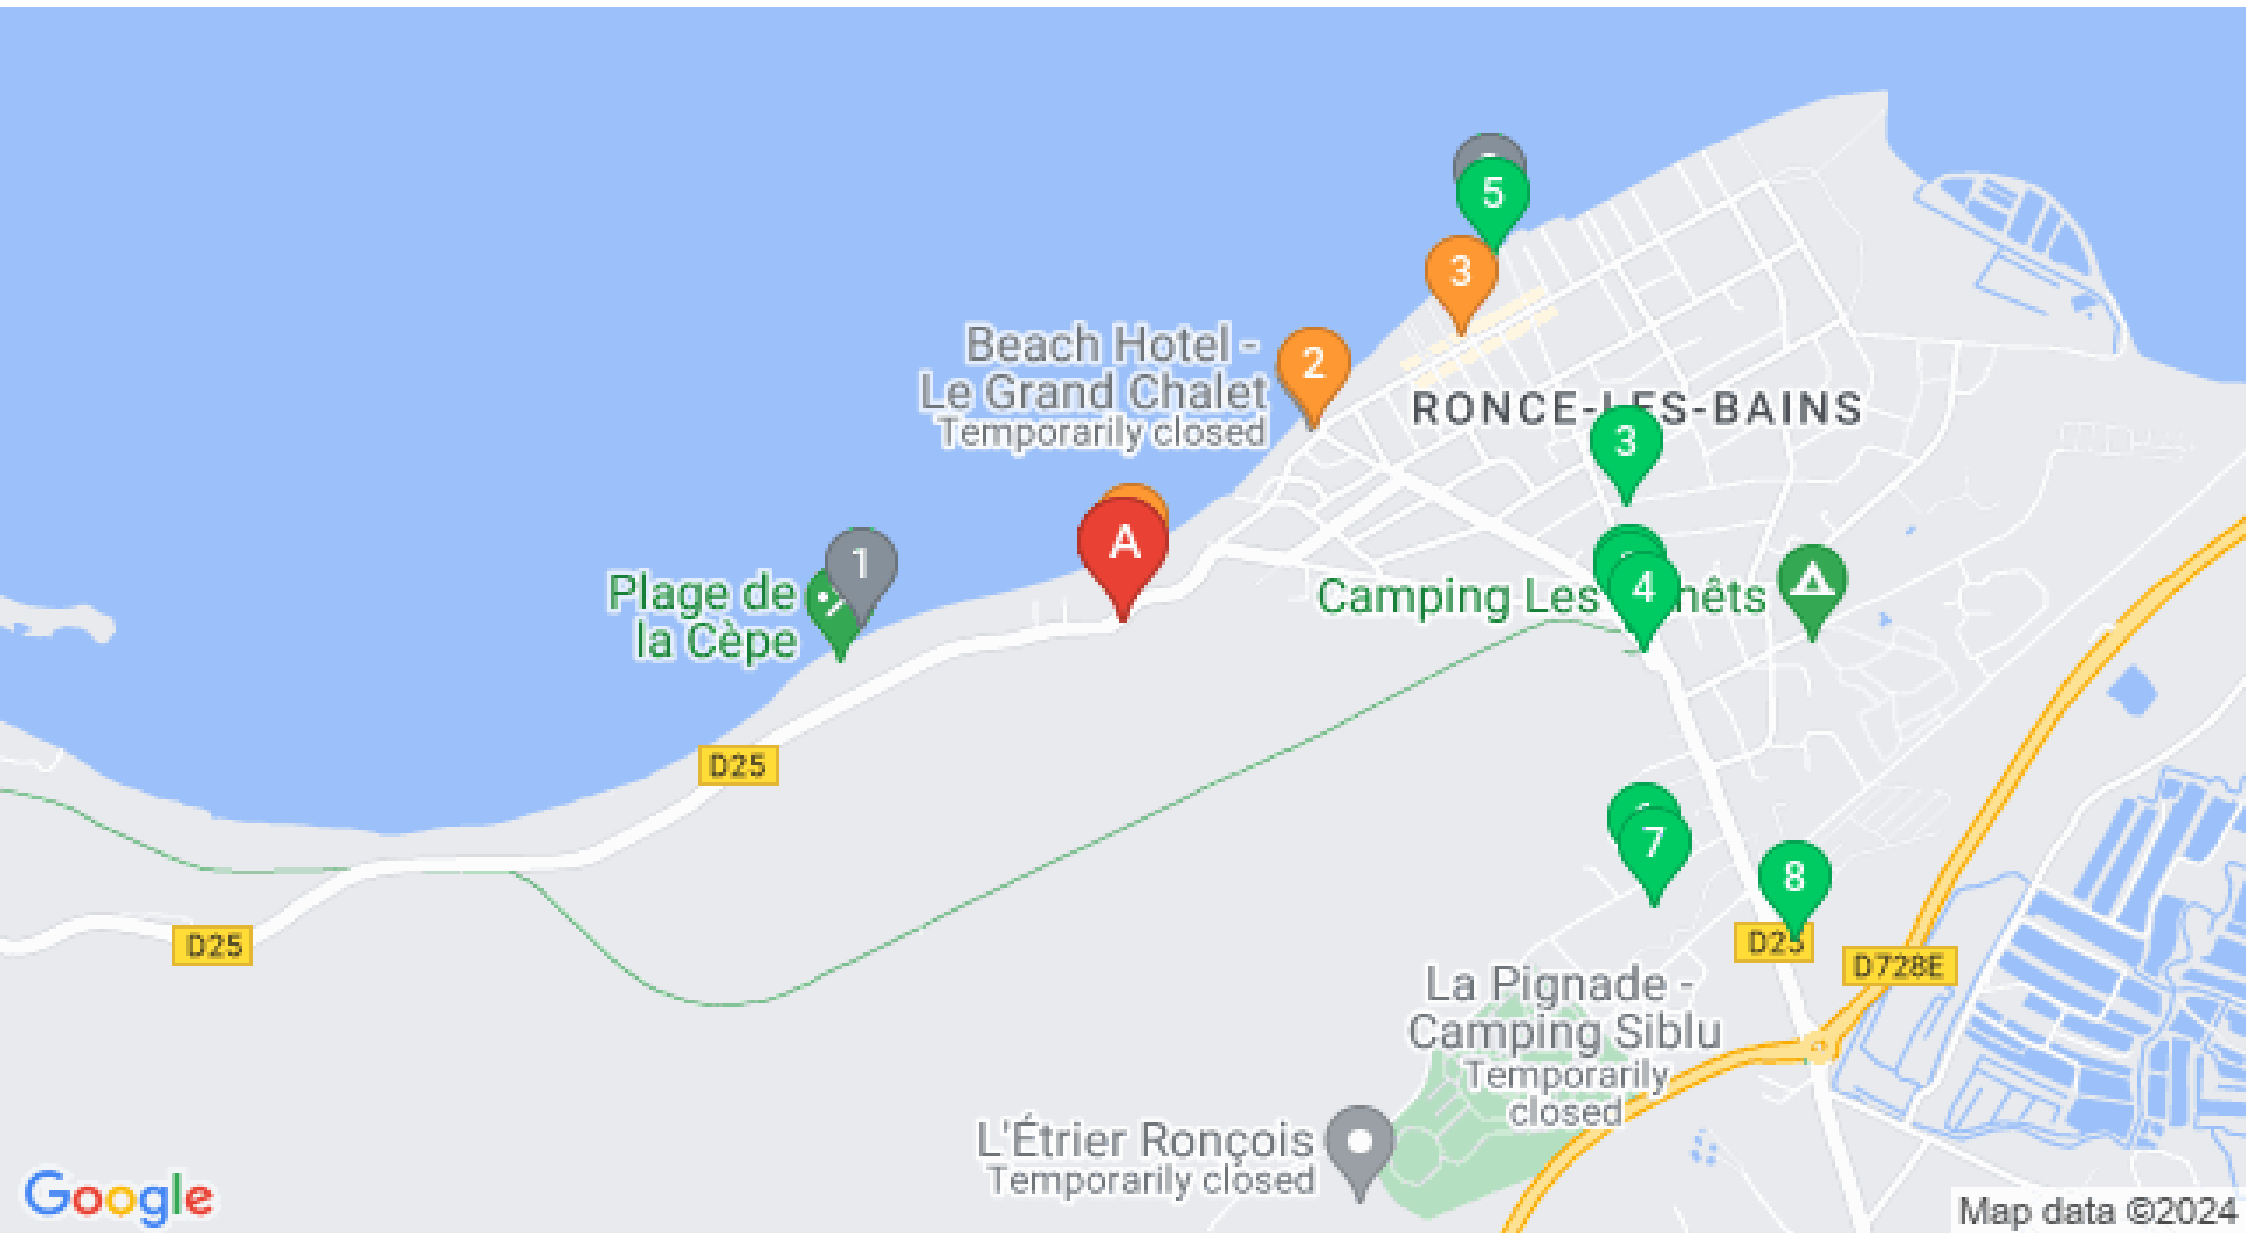 5
3
Beach Hotel -
Le Grand Chalet
Temporarily closed
2
RONCE-LES-BAINS
3
A
1
Plage de
la Cèpe
Camping Les
hêts
4
D25
7
8
D25
D25
D728E
La Pignade -
Camping Siblu
Temporarily
closed
L'Étrier Ronçois
Temporarily closed
Google
Map data ©2024